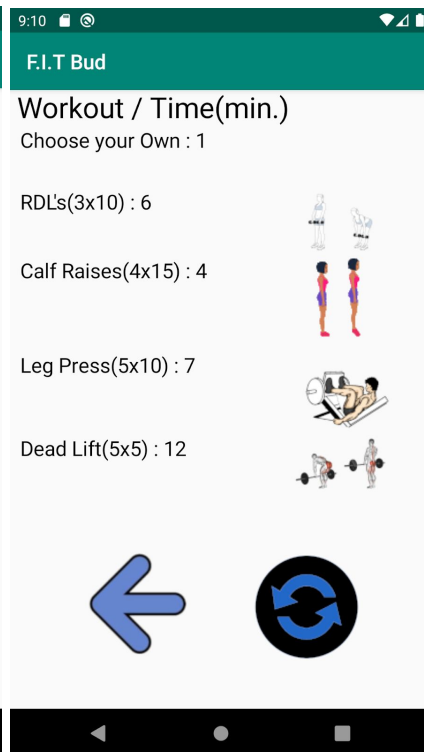 9:10
F.I.T Bud
Workout / Time(min.)
Choose your Own : 1
RDL's(3x10) : 6
Calf Raises(4x15) : 4
Leg Press(5x10) : 7
Dead Lift(5x5) : 12